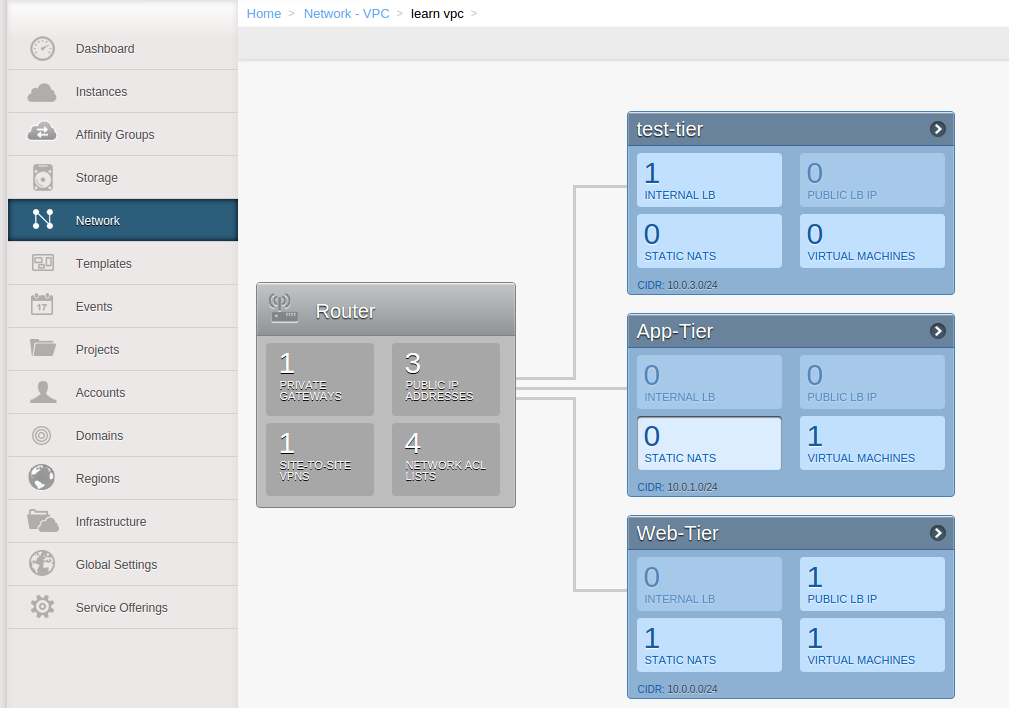 Home > Network - VPC > learn vpc >
Dashboard
Instances
Affinity Groups
Storage
Network
Templates
17
Events
Projects
Accounts
Domains
Regions
Infrastructure
Global Settings
Service Offerings
Router
1
PRIVATE
GATEWAYS
3
PUBLIC IP
ADDRESSES
1
SITE-TO-SITE
VPNS
4
NETWORK ACL
LISTS
test-tier
1
INTERNAL LB
0
PUBLIC LB IP
0
STATIC NATS
0
VIRTUAL MACHINES
CIDR: 10.0.3.0/24
App-Tier
0
INTERNAL LB
0
PUBLIC LB IP
0
STATIC NATS
1
VIRTUAL MACHINES
CIDR: 10.0.1.0/24
Web-Tier
0
INTERNAL LB
1
PUBLIC LB IP
1
STATIC NATS
1
VIRTUAL MACHINES
CIDR: 10.0.0.0/24